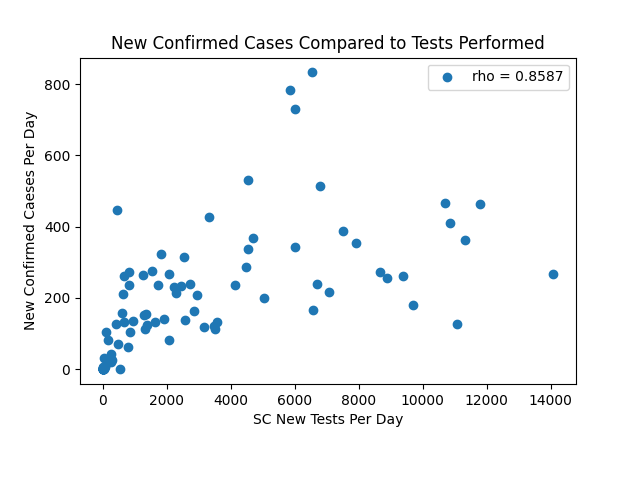 New Confirmed Cases Compared to Tests Performed
rho = 0.8587
New Confirmed Caeses Per Day
800
600
400
200
0
0 2000 4000 6000 8000 10000 12000 14000
SC New Tests Per Day